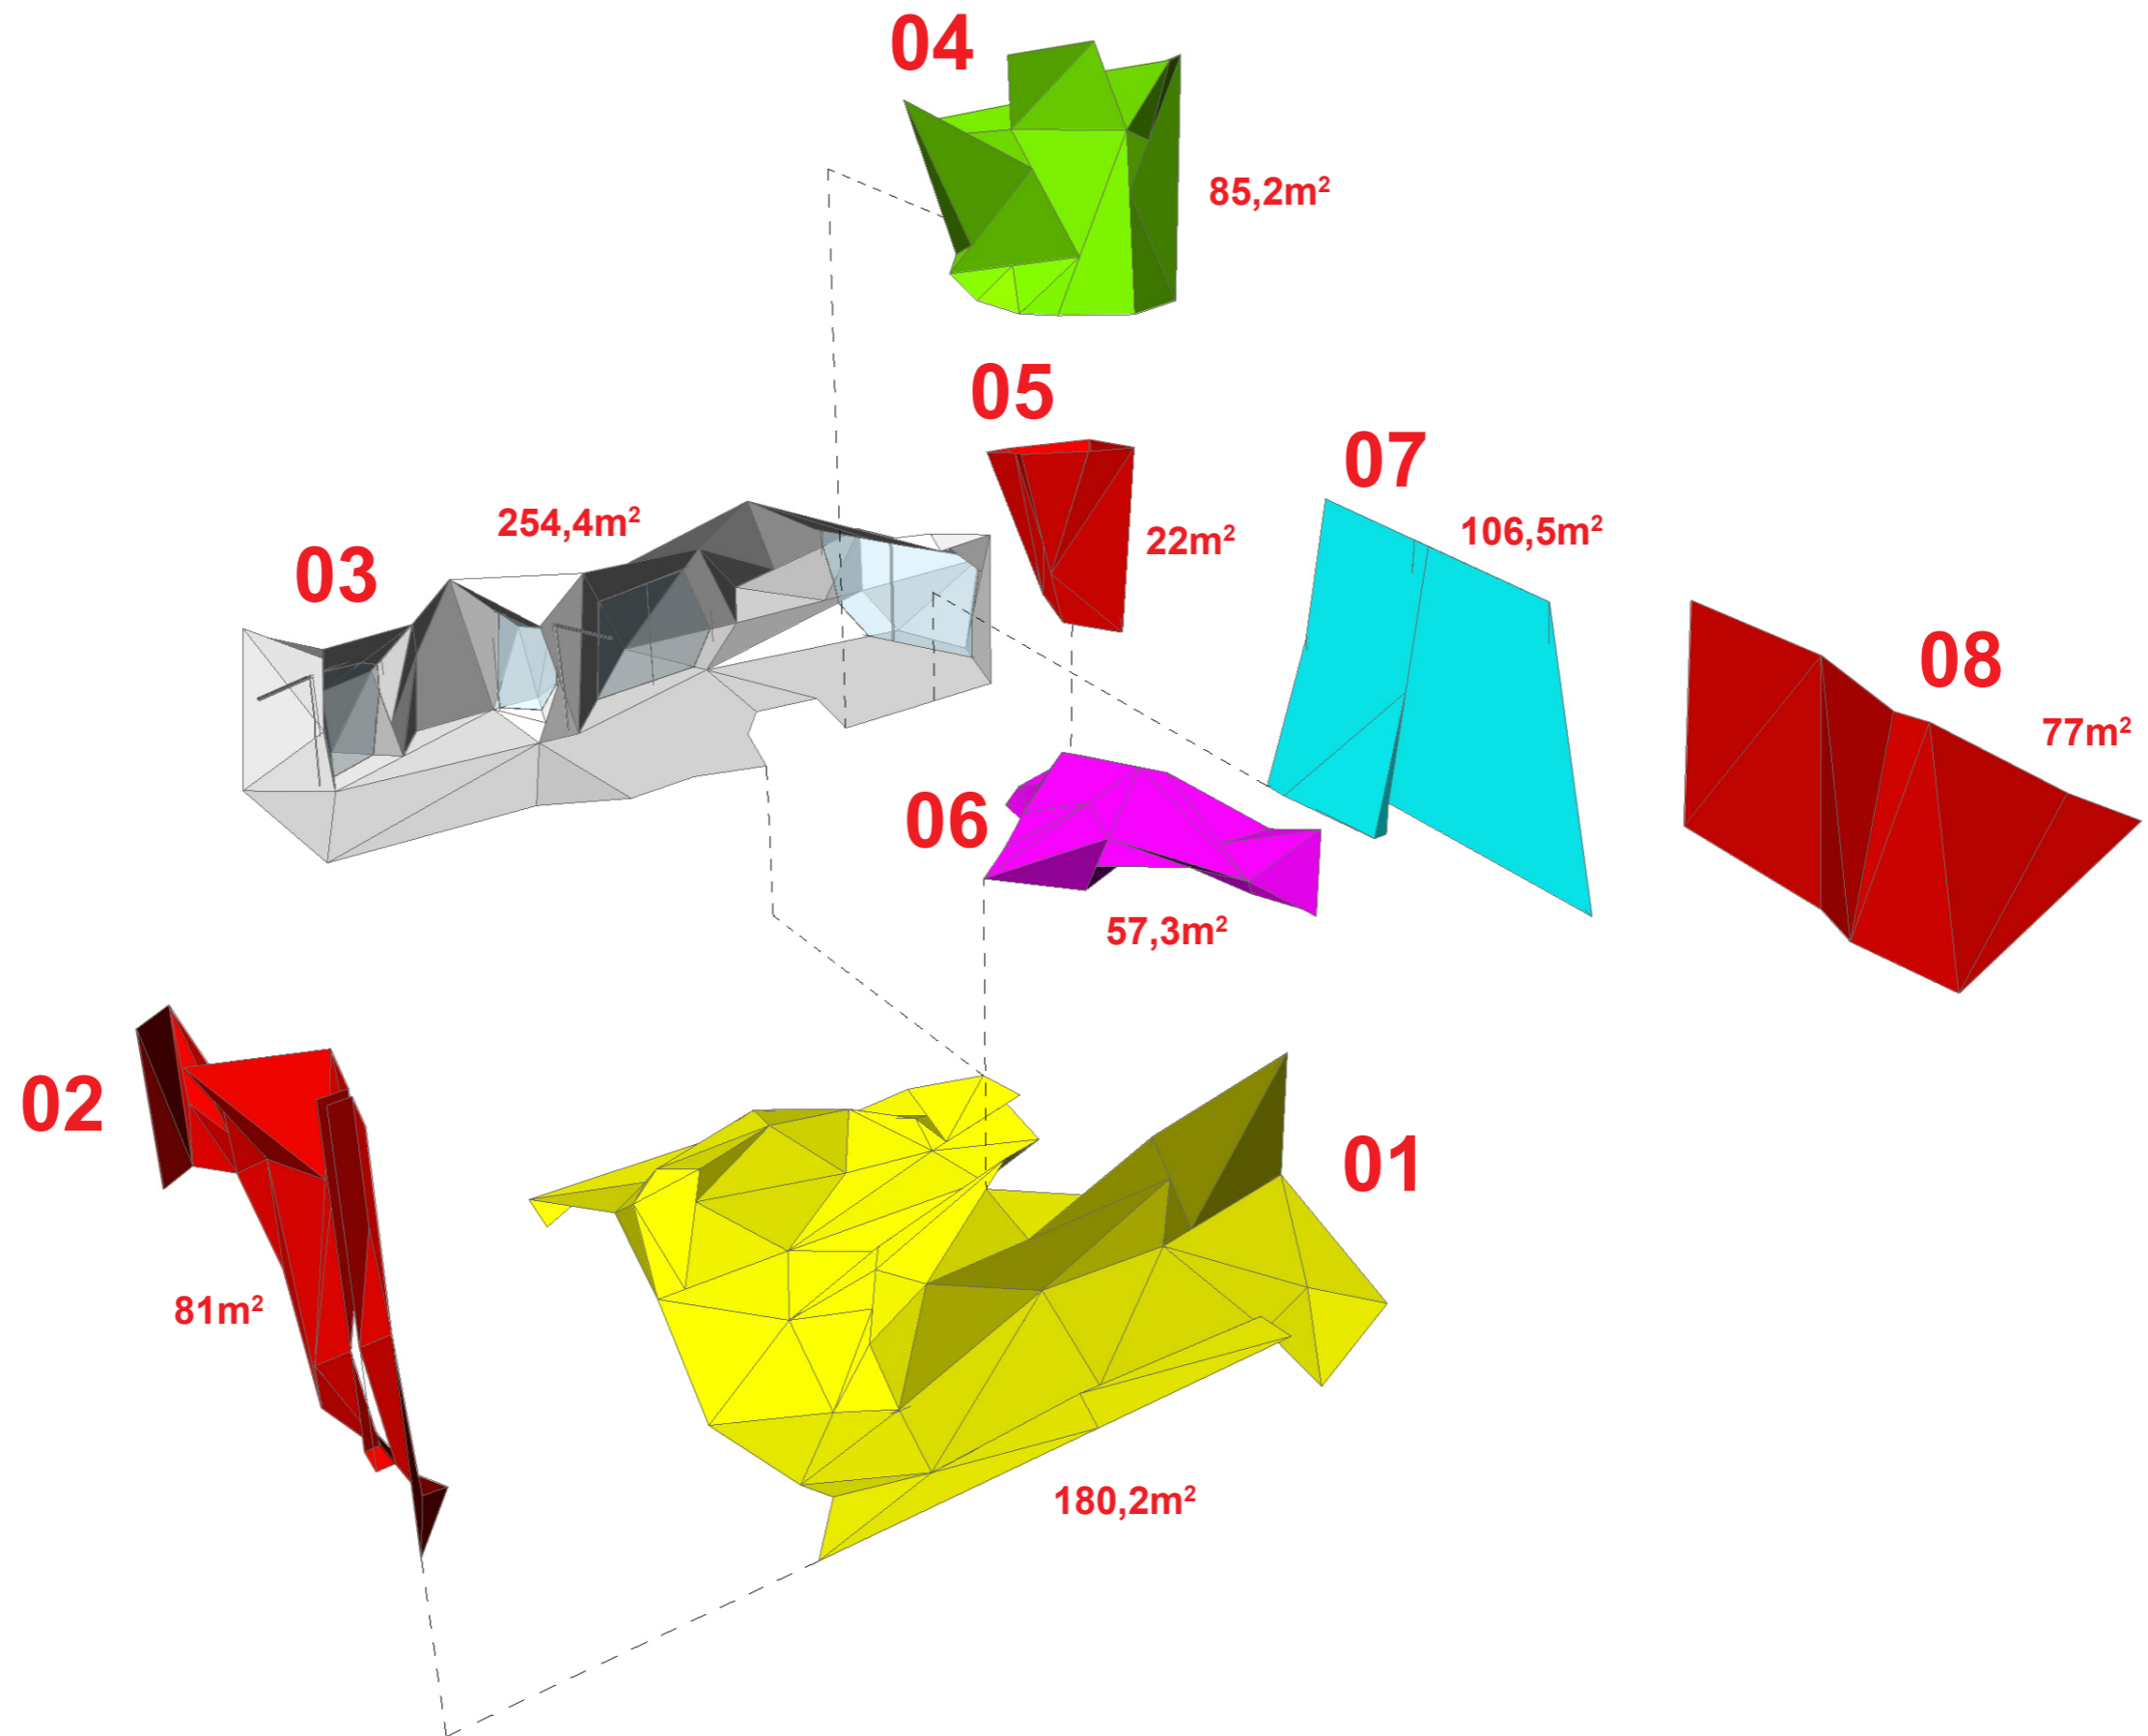 04
85,2m²
05
22m²
07
106,5m²
254,4m²
03
08
77m²
06
57,3m²
02
01
81m²
180,2m²